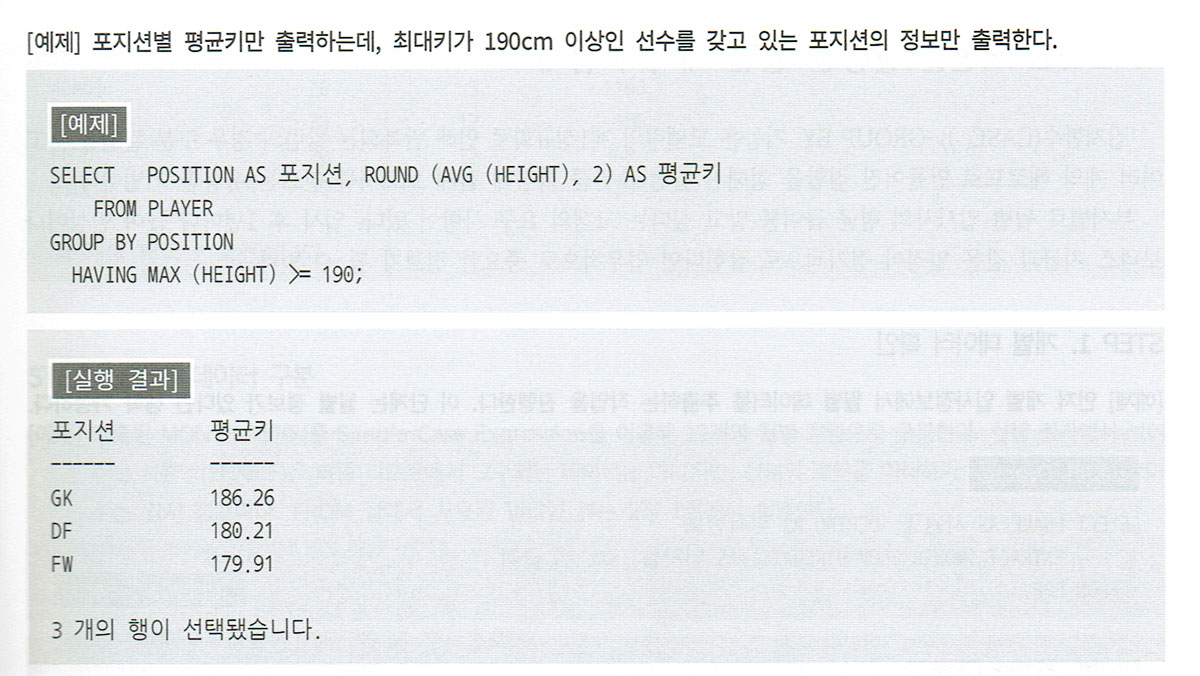 [예제] 포지션별 평균키만 출력하는데, 최대키가 190cm 이상인 선수를 갖고 있는 포지션의 정보만 출력한다.
[예제]
SELECT POSITION AS 포지션, ROUND (AVG (HEIGHT), 2) AS 평균키
FROM PLAYER
GROUP BY POSITION
HAVING MAX (HEIGHT) >= 190;
[실행 결과]
포지션 평균키
------ ------
GK 186.26
DF 180.21
FW 179.91
3 개의 행이 선택됐습니다.